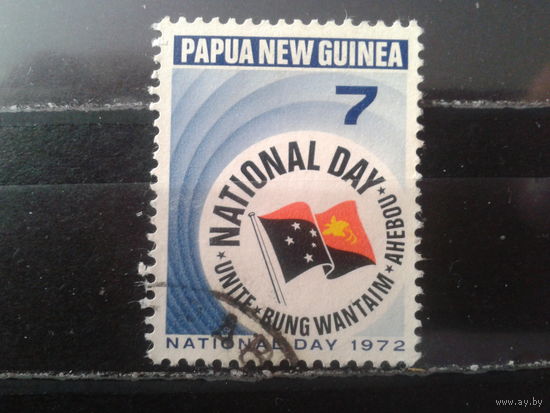 PAPUA NEW GUINEA
7
NATIONAL DAY
★ UNITE ★ BUNG WANTAIM ★ AHEBOU ★
NATIONAL DAY 1972
www.ay.by